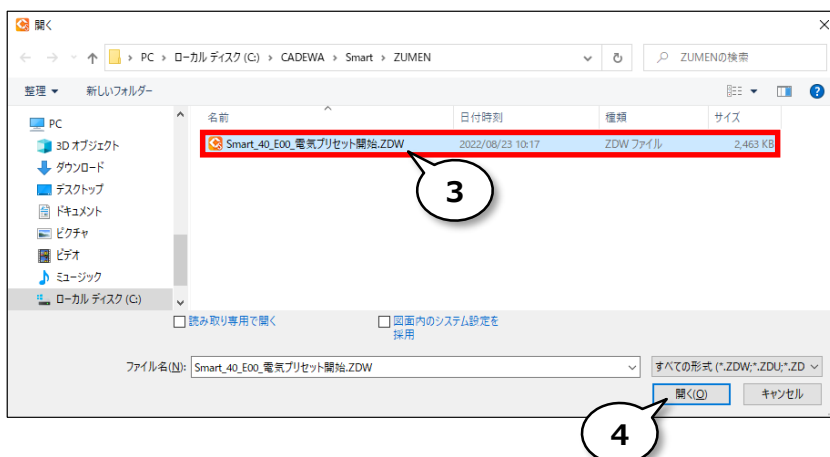 開く
PC › ローカル ディスク (C:) › CADEWA › Smart › ZUMEN
ZUMENの検索
整理 新しいフォルダー
名前 日付時刻 種類 サイズ
PC
3D オブジェクト
ダウンロード
デスクトップ
ドキュメント
ピクチャ
ビデオ
ミュージック
ローカル ディスク (C:)
Smart_40_E00_電気プリセット開始.ZDW 2022/08/23 10:17 ZDW ファイル 2,463 KB
3
読み取り専用で開く
図面内のシステム設定を
採用
ファイル名(N): Smart_40_E00_電気プリセット開始.ZDW
すべての形式 (*.ZDW;*.ZDU;*.ZD
開く(O) キャンセル
4